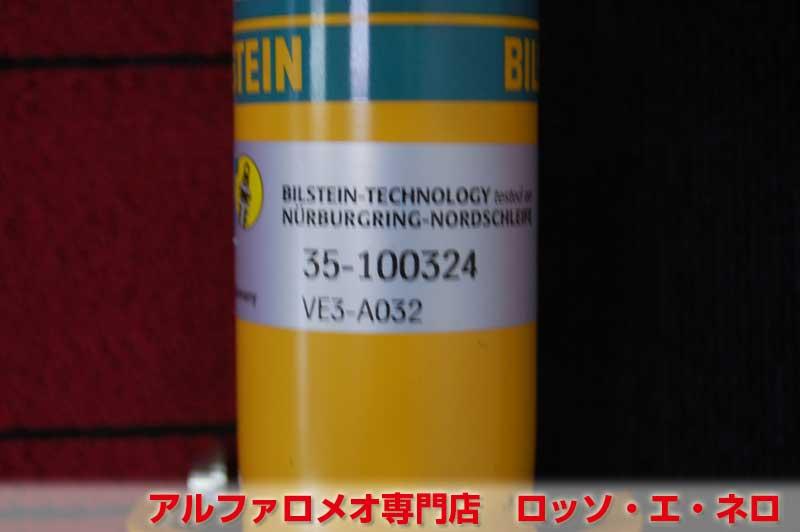 STEIN BIL
BILSTEIN-TECHNOLOGY tested on
NÜRBURGRING-NORDSCHLEIFE
35-100324
VE3-A032
アルファロメオ専門店 ロッソ・エ・ネロ